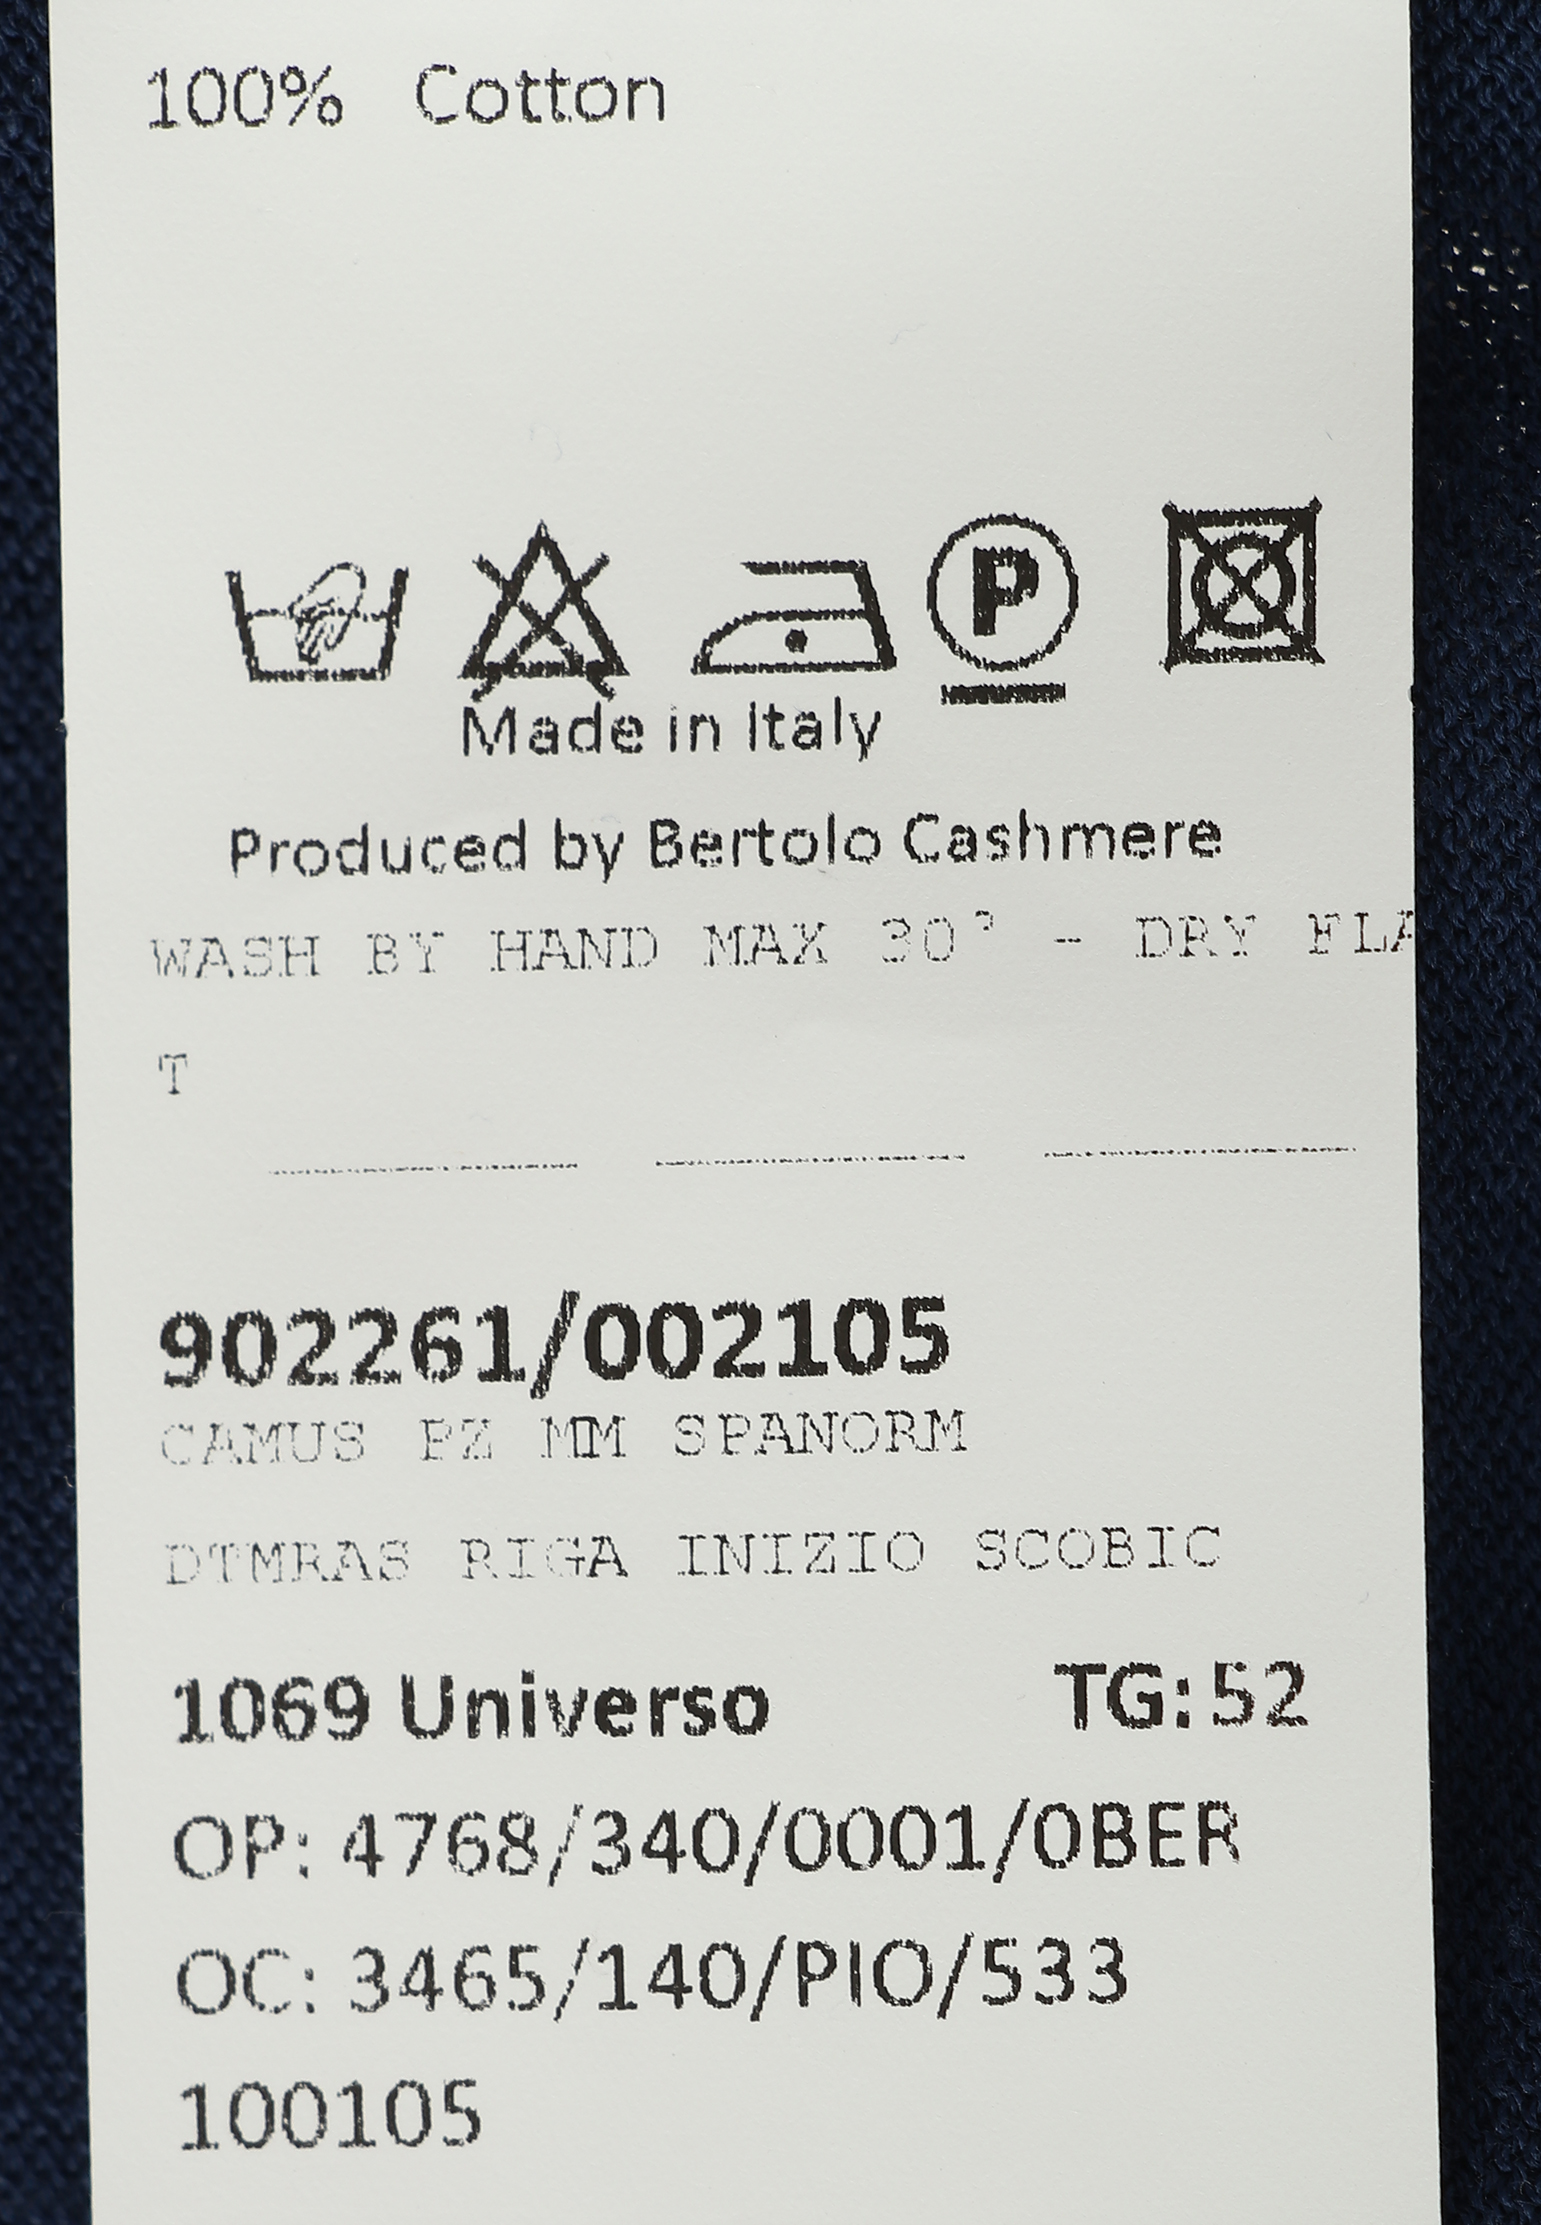 100% Cotton
P
Made in Italy
Produced by Bertolo Cashmere
WASH BY HAND MAX 30° - DRY FLA
T
902261/002105
CAMUS PZ MM SPANORM
DTMRAS RIGA INIZIO SCOBIC
1069 Universo TG: 52
OP: 4768/340/0001/0BER
OC: 3465/140/PIO/533
100105